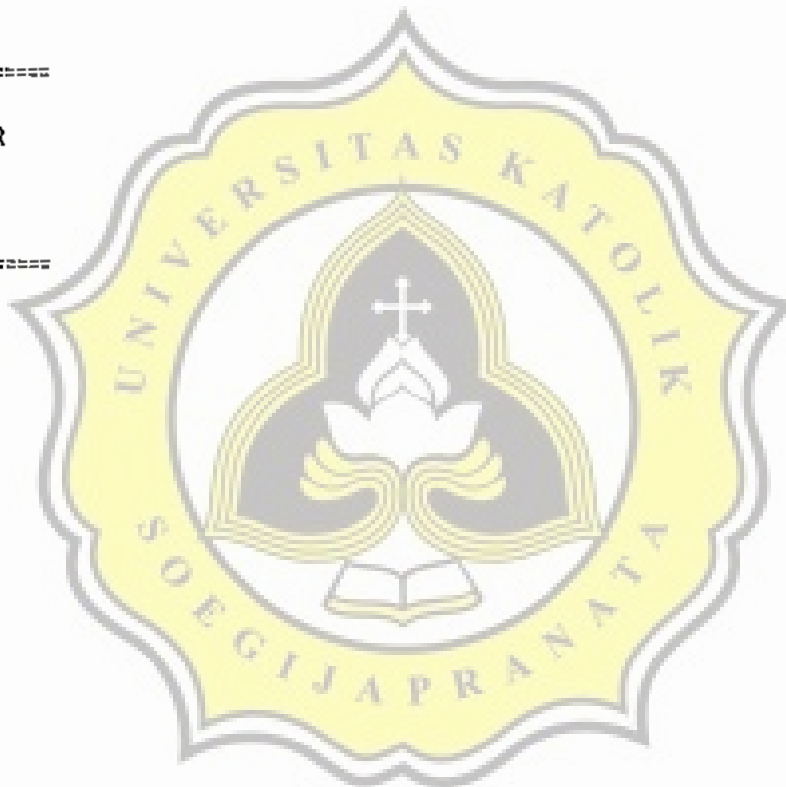 =====
R
=====
UNIVERSITAS KATOLIK
SOEGIJAPRANATA